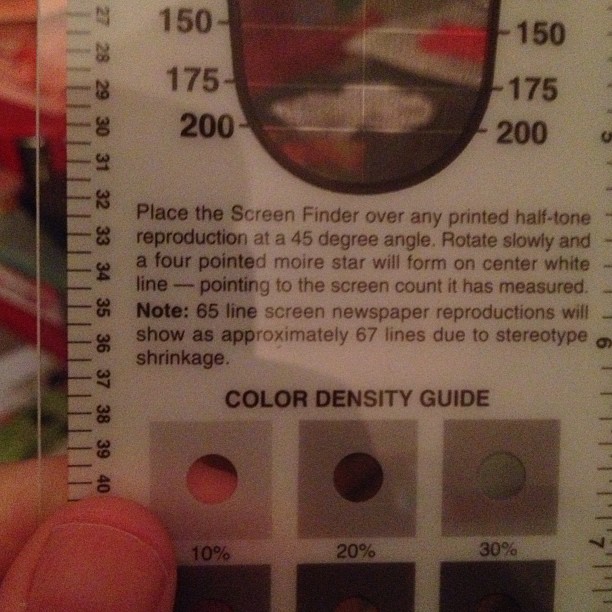 150 150
175 175
200 200
Place the Screen Finder over any printed half-tone
reproduction at a 45 degree angle. Rotate slowly and
a four pointed moire star will form on center white
line — pointing to the screen count it has measured.
Note: 65 line screen newspaper reproductions will
show as approximately 67 lines due to stereotype
shrinkage.
COLOR DENSITY GUIDE
10% 20% 30%
27
28
29
30
31
32
33
34
35
36
37
38
39
40
5
6
7